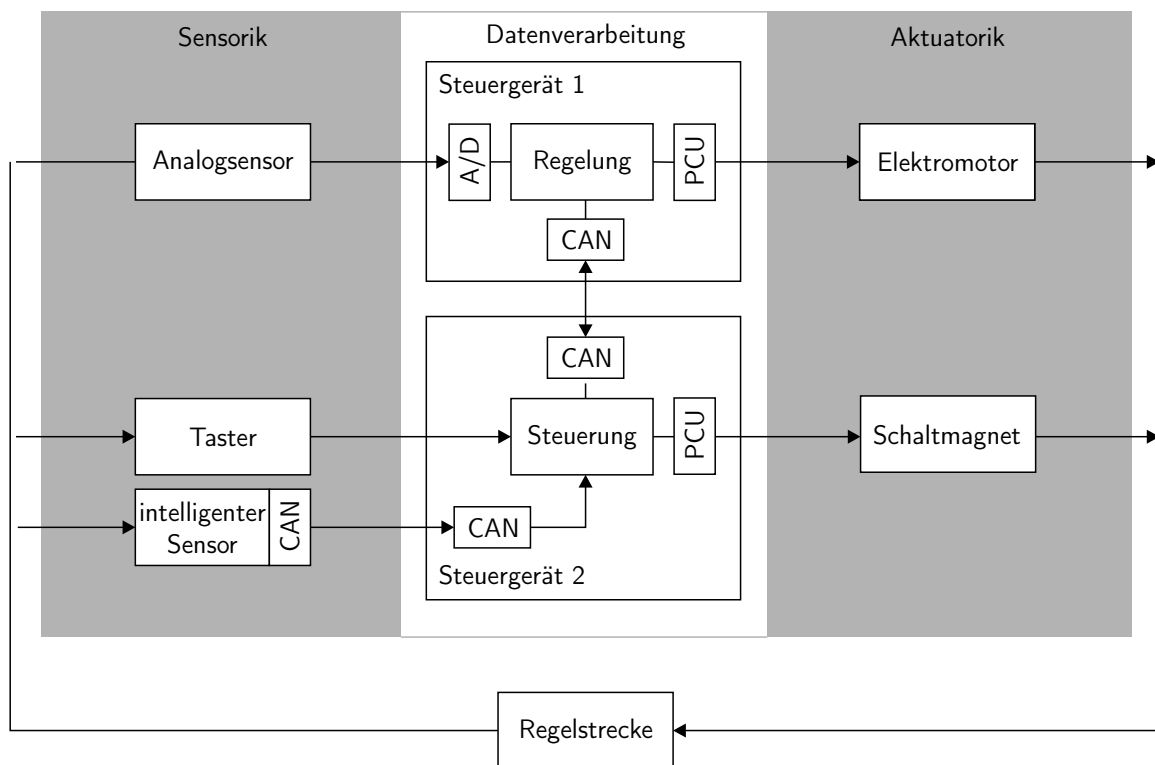 Sensorik
Datenverarbeitung
Aktuatorik
Steuergerät 1
Analogsensor
A/D
Regelung
PCU
Elektromotor
CAN
CAN
Taster
Steuerung
PCU
Schaltmagnet
intelligenter
Sensor
CAN
CAN
Steuergerät 2
Regelstrecke